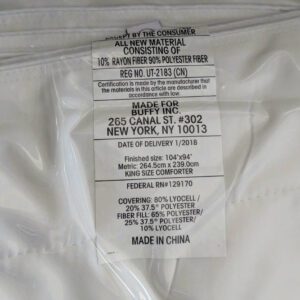 EXCEPT BY THE CONSUMER
ALL NEW MATERIAL
CONSISTING OF
10% RAYON FIBER 90% POLYESTER FIBER
REG NO. UT-2183 (CN)
Certification is made by the manufacturer that
the materials in this article are described in
accordance with law.
MADE FOR
BUFFY INC.
265 CANAL ST. #302
NEW YORK, NY 10013
DATE OF DELIVERY 1/2018
Finished size: 104"x94"
Metric: 264.5cm x 239.0cm
KING SIZE COMFORTER
FEDERAL RN#129170
COVERING: 80% LYOCELL /
20% 37.5® POLYESTER
FIBER FILL: 65% POLYESTER/
25% 37.5® POLYESTER/
10% LYOCELL
MADE IN CHINA